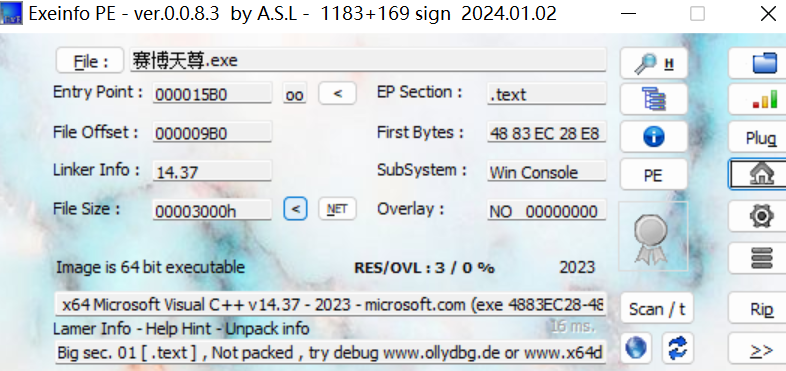 Exeinfo PE - ver.0.0.8.3 by A.S.L - 1183+169 sign 2024.01.02
File : 赛博天尊.exe H
Entry Point : 000015B0 oo < EP Section : .text
File Offset : 000009B0 First Bytes : 48 83 EC 28 E8 Plug
Linker Info : 14.37 SubSystem : Win Console PE
File Size : 00003000h < NET Overlay : NO 00000000
Image is 64 bit executable RES/OVL : 3 / 0 % 2023
x64 Microsoft Visual C++ v14.37 - 2023 - microsoft.com (exe 4883EC28-48 Scan / t Rip
Lamer Info - Help Hint - Unpack info 16 ms.
Big sec. 01 [ .text ] , Not packed , try debug www.ollydbg.de or www.x64d >>